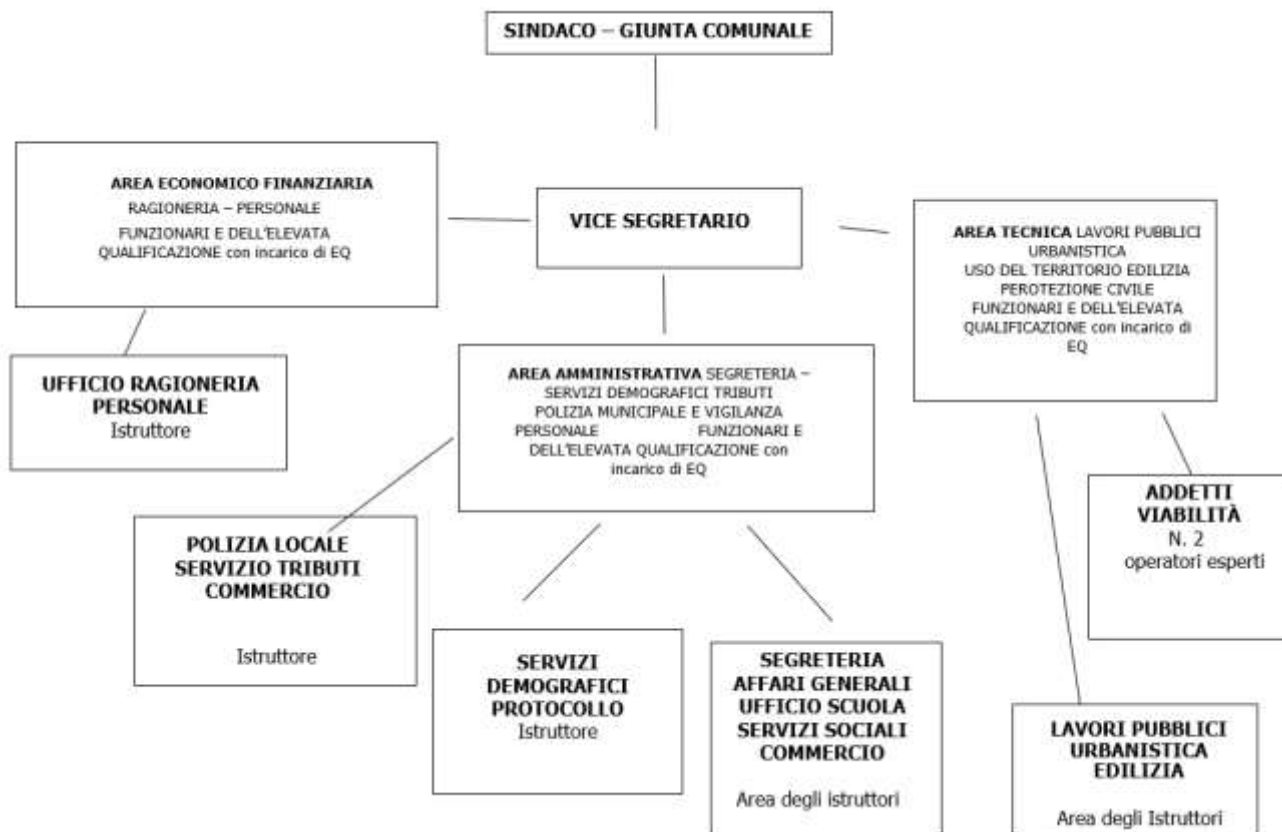 SINDACO – GIUNTA COMUNALE
AREA ECONOMICO FINANZIARIA
RAGIONERIA – PERSONALE
FUNZIONARI E DELL'ELEVATA
QUALIFICAZIONE con incarico di EQ
VICE SEGRETARIO
AREA TECNICA LAVORI PUBBLICI
URBANISTICA
USO DEL TERRITORIO EDILIZIA
PEROTEZIONE CIVILE
FUNZIONARI E DELL'ELEVATA
QUALIFICAZIONE con incarico di
EQ
UFFICIO RAGIONERIA
PERSONALE
Istruttore
AREA AMMINISTRATIVA SEGRETERIA –
SERVIZI DEMOGRAFICI TRIBUTI
POLIZIA MUNICIPALE E VIGILANZA
PERSONALE FUNZIONARI E
DELL'ELEVATA QUALIFICAZIONE con
incarico di EQ
ADDETTI
VIABILITÀ
N. 2
operatori esperti
POLIZIA LOCALE
SERVIZIO TRIBUTI
COMMERCIO
Istruttore
SERVIZI
DEMOGRAFICI
PROTOCOLLO
Istruttore
SEGRETERIA
AFFARI GENERALI
UFFICIO SCUOLA
SERVIZI SOCIALI
COMMERCIO
Area degli istruttori
LAVORI PUBBLICI
URBANISTICA
EDILIZIA
Area degli Istruttori